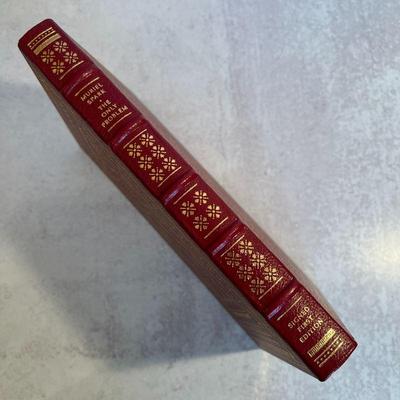 MURIEL
SPARK
THE
ONLY
PROBLEM
SIGNED
FIRST
EDITION